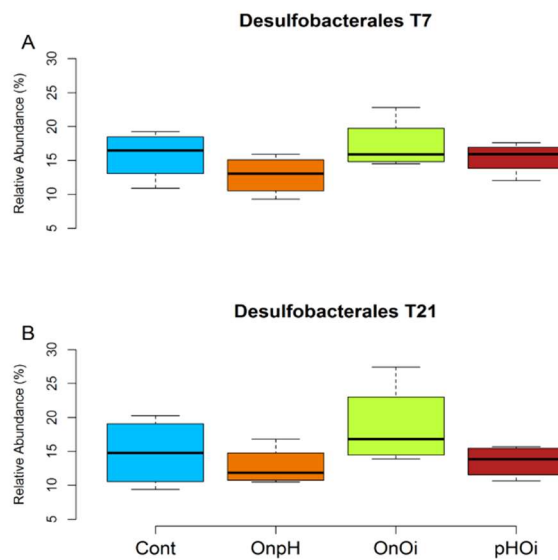 Desulfobacterales T7
A
Relative Abundance (%)
30
25
20
15
10
5
Desulfobacterales T21
B
Relative Abundance (%)
30
25
20
15
10
5
Cont OnpH OnOi pHOi